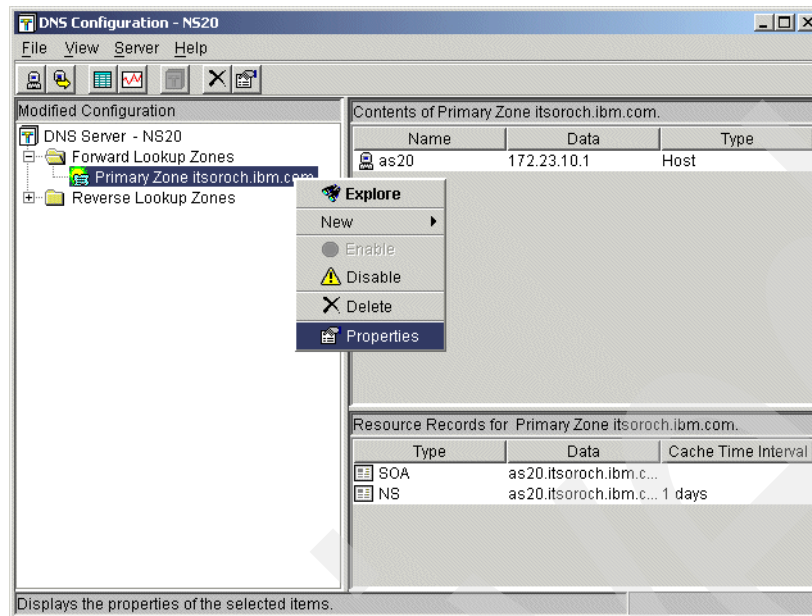 DNS Configuration - NS20
File View Server Help
Modified Configuration
DNS Server - NS20
Forward Lookup Zones
Primary Zone itsoroch.ibm.com.
Reverse Lookup Zones
Explore
New
Enable
Disable
Delete
Properties
Contents of Primary Zone itsoroch.ibm.com.
Name Data Type
as20 172.23.10.1 Host
Resource Records for Primary Zone itsoroch.ibm.com.
Type Data Cache Time Interval
SOA as20.itsoroch.ibm.c...
NS as20.itsoroch.ibm.c... 1 days
Displays the properties of the selected items.